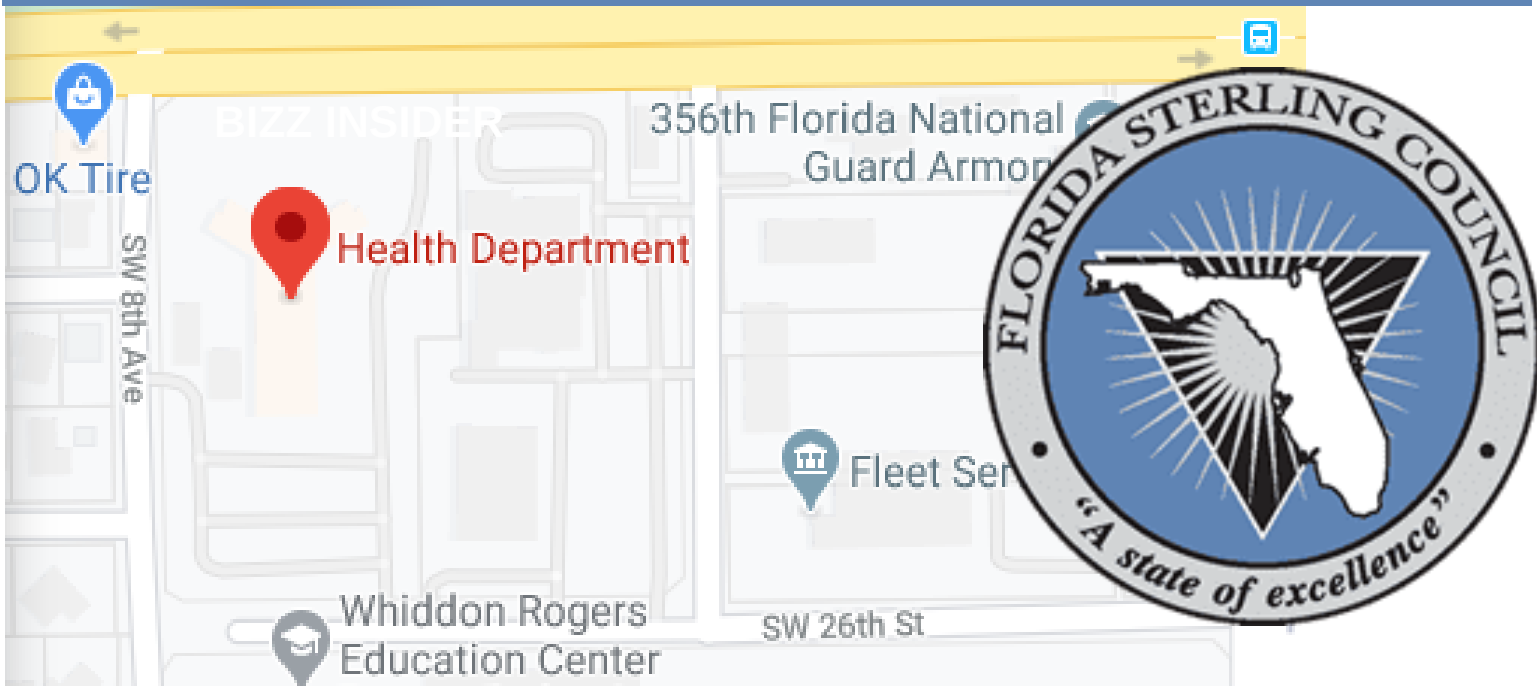 BIZZ INSIDER
356th Florida National
Guard Armor
OK Tire
Health Department
SW 8th Ave
Fleet Ser
Whiddon Rogers
Education Center
SW 26th St
FLORIDA STERLING COUNCIL
“A state of excellence”